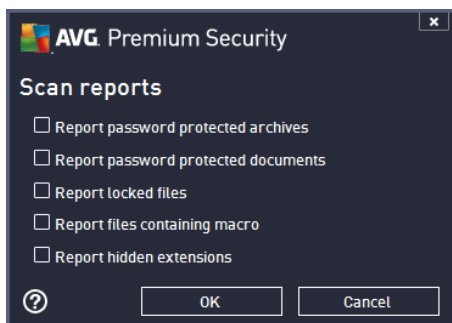 AVG. Premium Security
Scan reports
Report password protected archives
Report password protected documents
Report locked files
Report files containing macro
Report hidden extensions
? OK Cancel